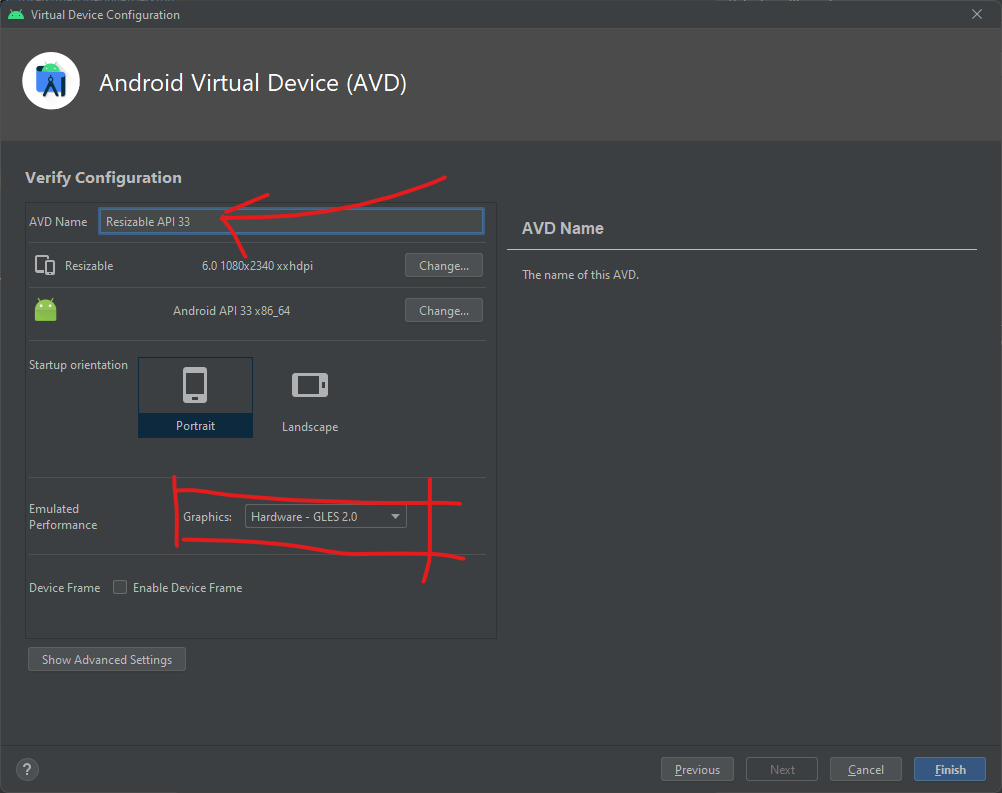 Virtual Device Configuration
Android Virtual Device (AVD)
Verify Configuration
AVD Name Resizable API 33
Resizable 6.0 1080x2340 xxhdpi Change...
Android API 33 x86_64 Change...
Startup orientation
Portrait
Landscape
Emulated
Performance
Graphics: Hardware - GLES 2.0
Device Frame Enable Device Frame
Show Advanced Settings
AVD Name
The name of this AVD.
?
Previous Next Cancel Finish